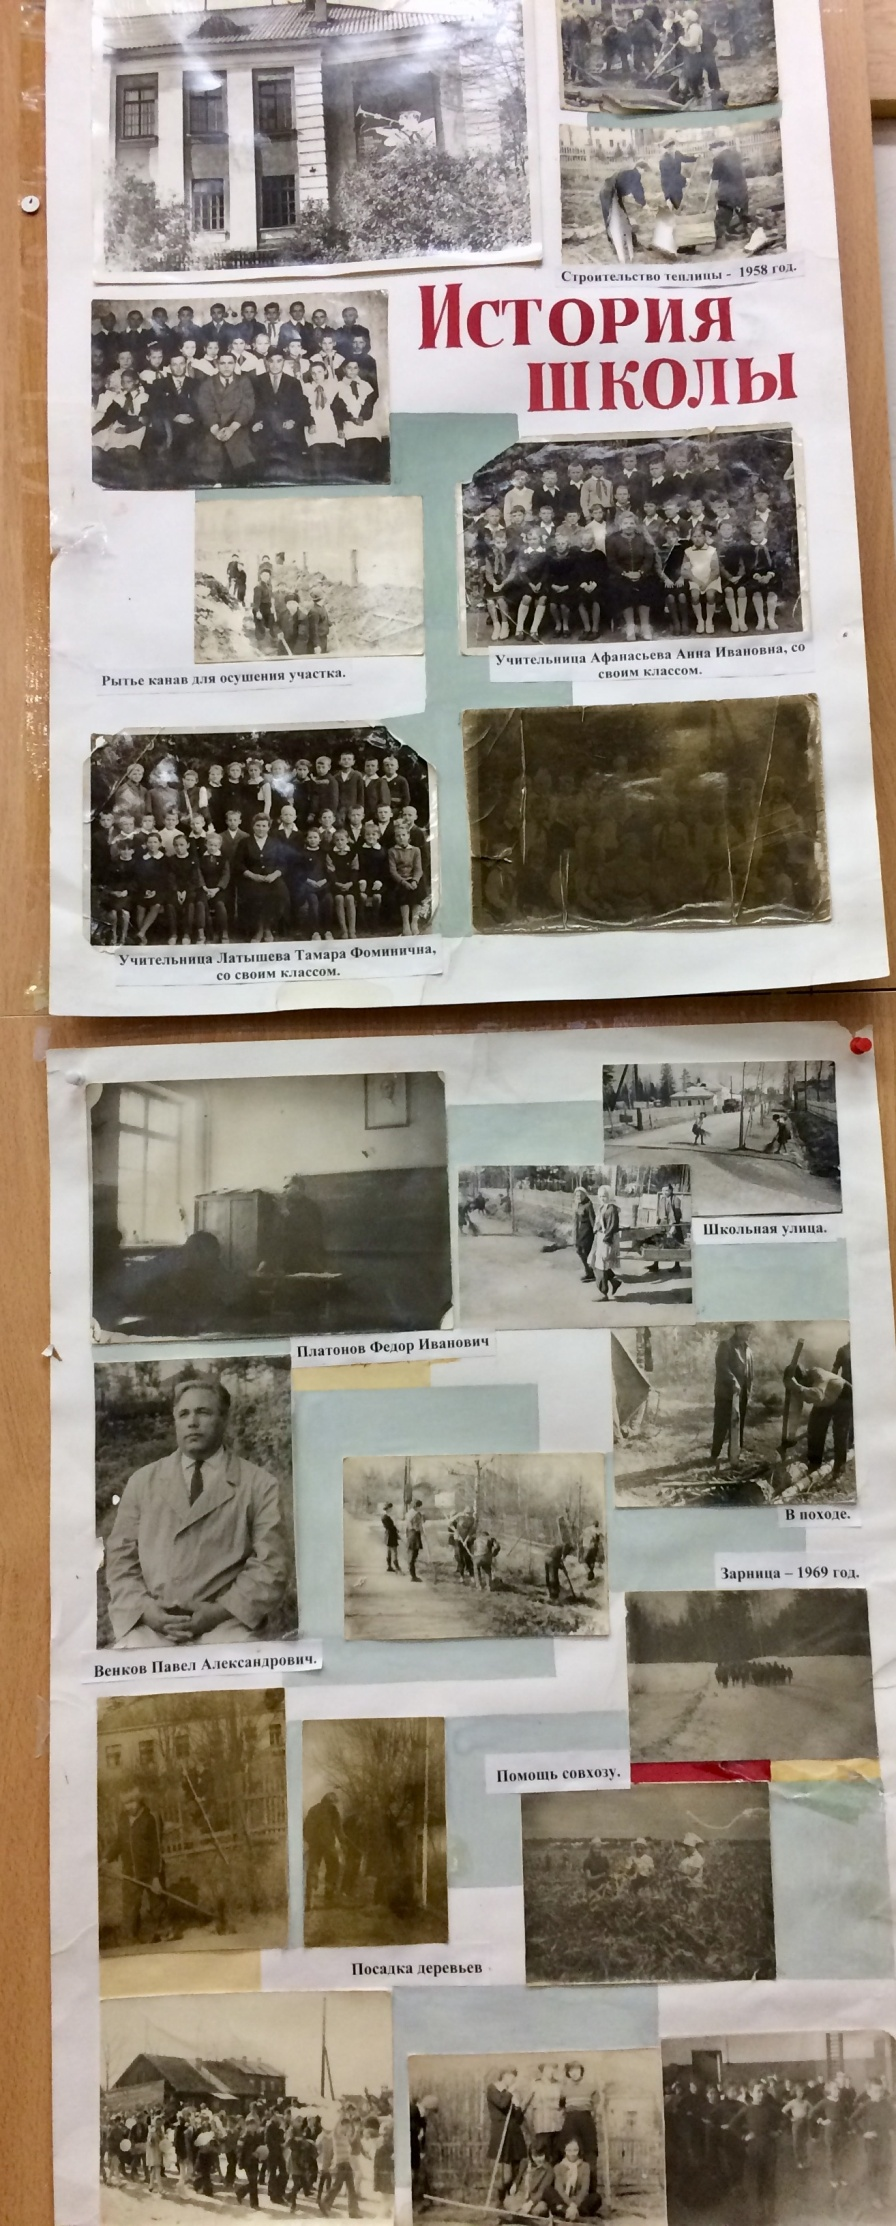 Строительство теплицы - 1958 год.
История
школы
Учительница Афанасьева Анна Ивановна, со
своим классом.
Рытье канав для осушения участка.
Учительница Латышева Тамара Фоминична,
со своим классом.
Школьная улица.
Платонов Федор Иванович
В походе.
Зарница – 1969 год.
Венков Павел Александрович.
Помощь совхозу.
Посадка деревьев